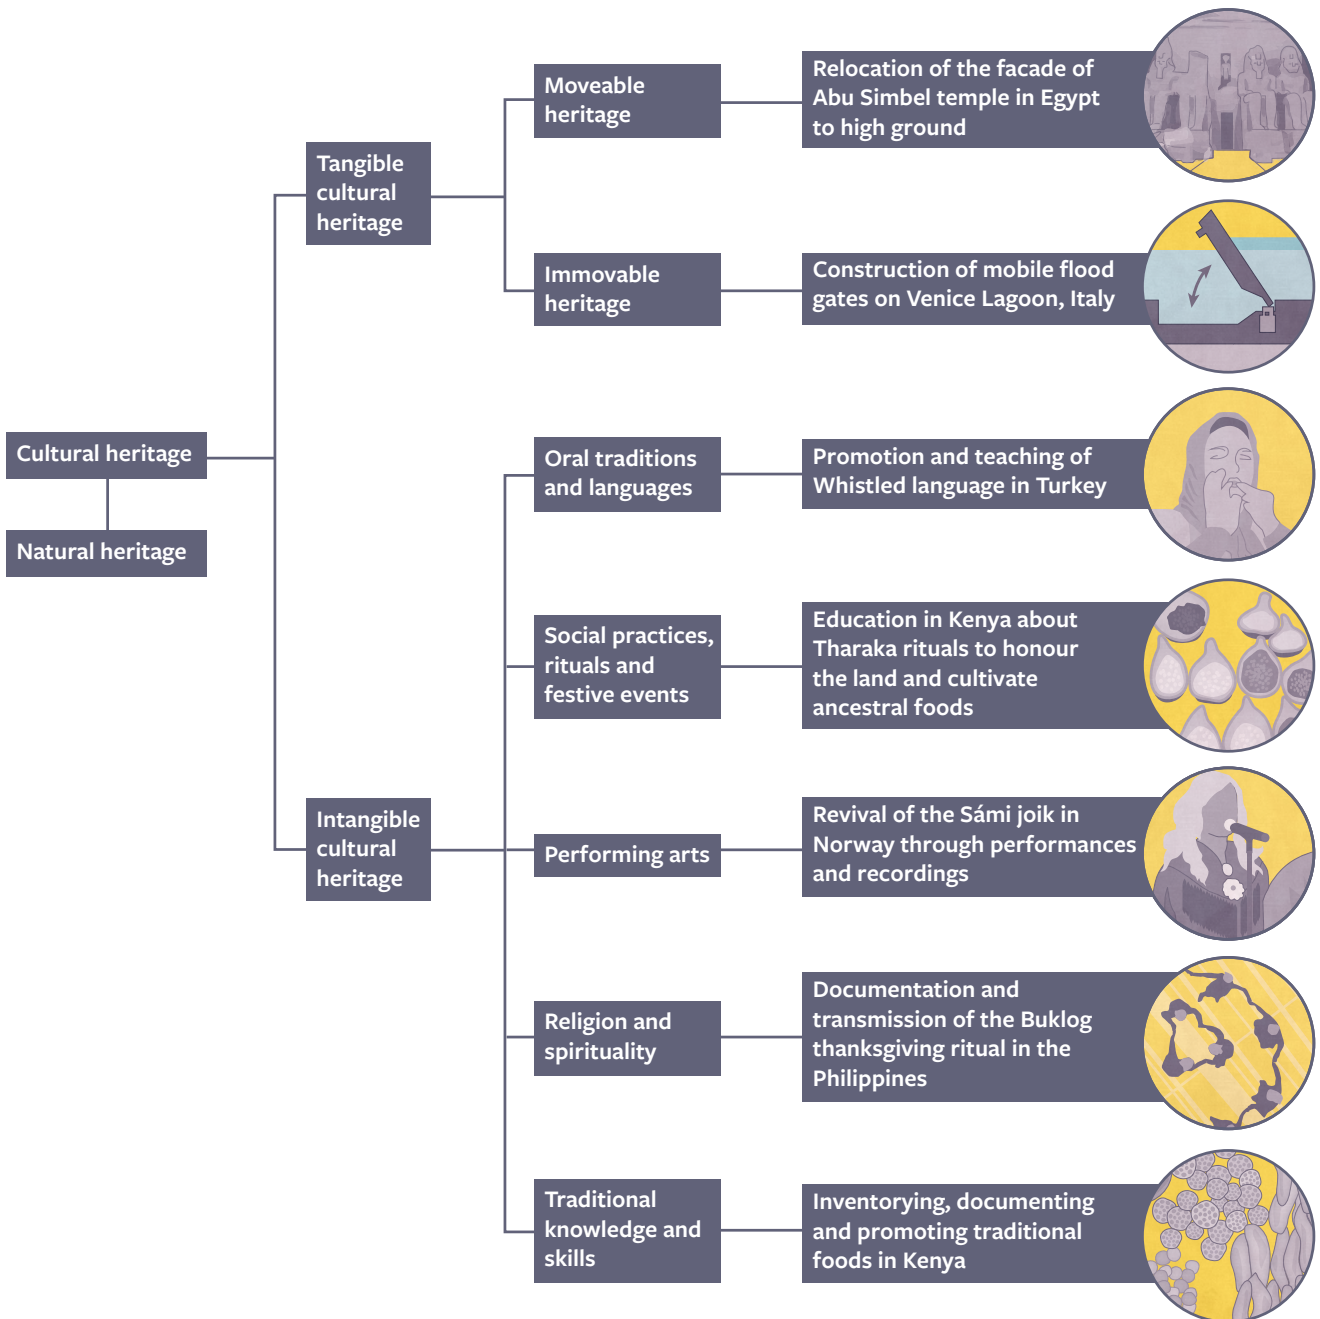 Cultural heritage
Natural heritage
Tangible
cultural
heritage
Moveable
heritage
Relocation of the facade of
Abu Simbel temple in Egypt
to high ground
Immovable
heritage
Construction of mobile flood
gates on Venice Lagoon, Italy
Intangible
cultural
heritage
Oral traditions
and languages
Promotion and teaching of
Whistled language in Turkey
Social practices,
rituals and
festive events
Education in Kenya about
Tharaka rituals to honour
the land and cultivate
ancestral foods
Performing arts
Revival of the Sámi joik in
Norway through performances
and recordings
Religion and
spirituality
Documentation and
transmission of the Buklog
thanksgiving ritual in the
Philippines
Traditional
knowledge and
skills
Inventorying, documenting
and promoting traditional
foods in Kenya